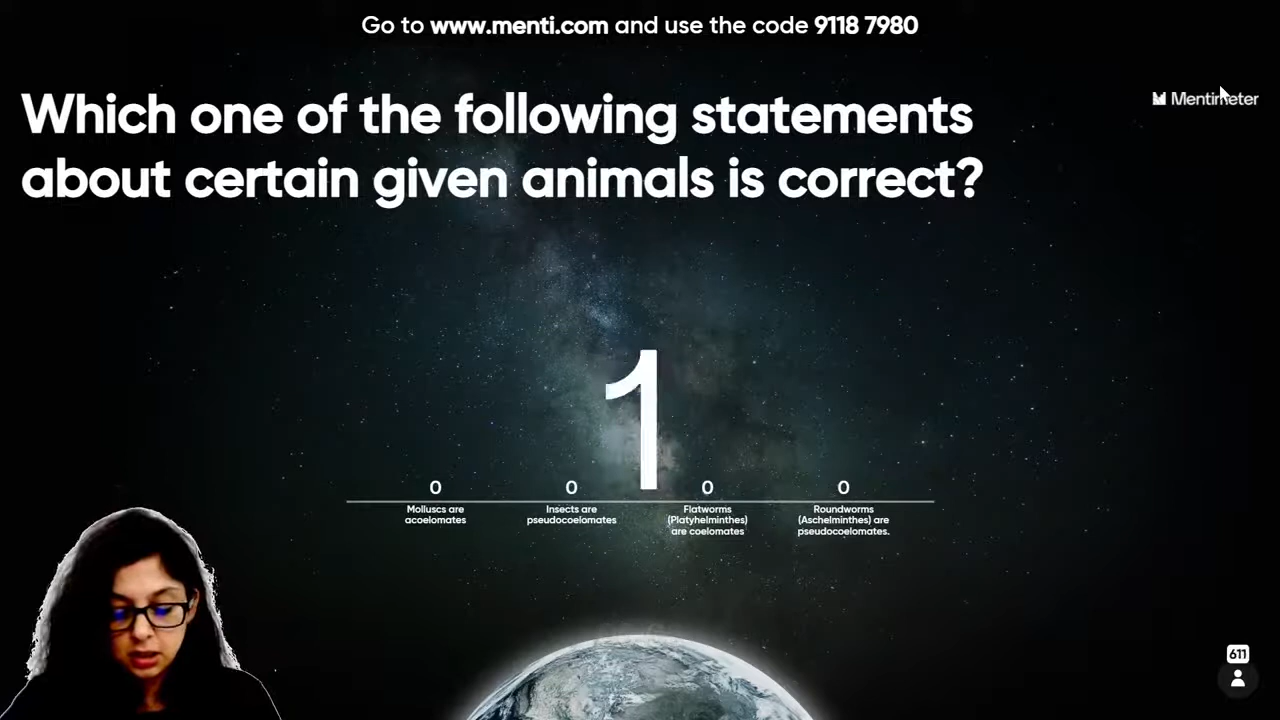 Go to www.menti.com and use the code 9118 7980
Mentimeter
Which one of the following statements
about certain given animals is correct?
1
0
0
0
0
Molluscs are
acoelomates
Insects are
pseudocoelomates
Flatworms
(Platyhelminthes)
are coelomates
Roundworms
(Aschelminthes) are
pseudocoelomates.
611